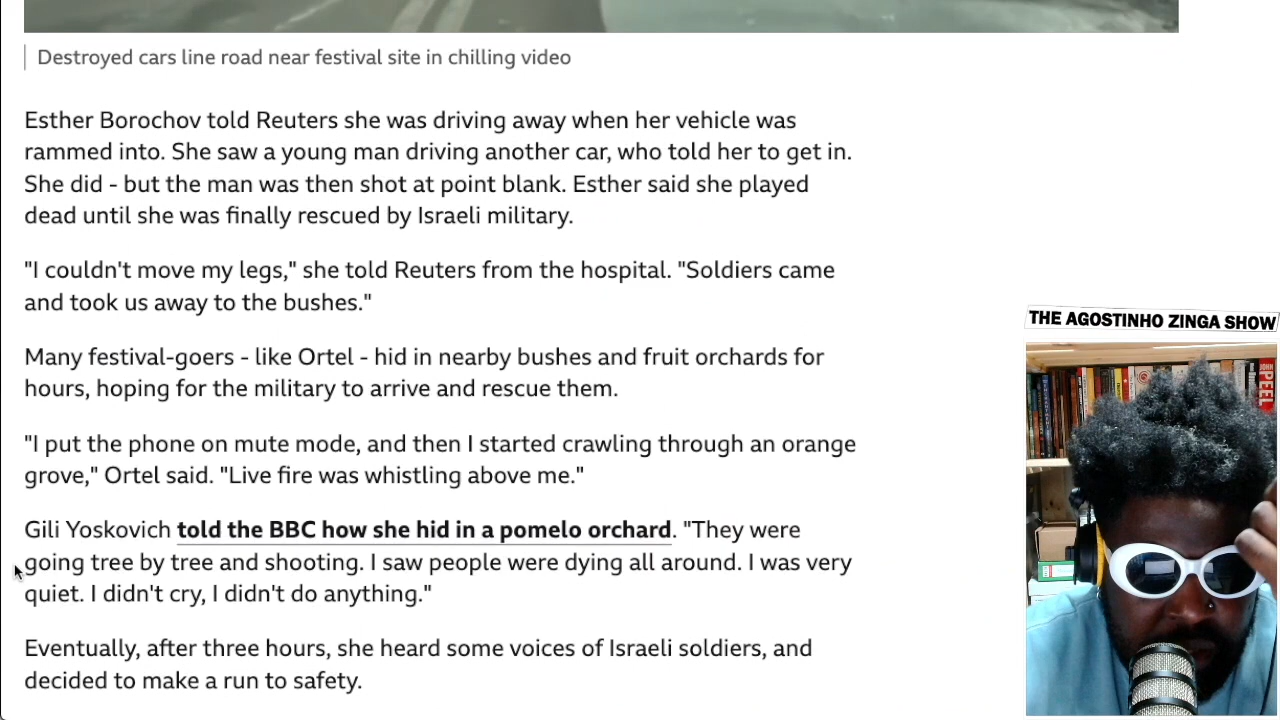 Destroyed cars line road near festival site in chilling video
Esther Borochov told Reuters she was driving away when her vehicle was
rammed into. She saw a young man driving another car, who told her to get in.
She did - but the man was then shot at point blank. Esther said she played
dead until she was finally rescued by Israeli military.
"I couldn't move my legs," she told Reuters from the hospital. "Soldiers came
and took us away to the bushes."
Many festival-goers - like Ortel - hid in nearby bushes and fruit orchards for
hours, hoping for the military to arrive and rescue them.
"I put the phone on mute mode, and then I started crawling through an orange
grove," Ortel said. "Live fire was whistling above me."
Gili Yoskovich told the BBC how she hid in a pomelo orchard. "They were
going tree by tree and shooting. I saw people were dying all around. I was very
quiet. I didn't cry, I didn't do anything."
Eventually, after three hours, she heard some voices of Israeli soldiers, and
decided to make a run to safety.
THE AGOSTINHO ZINGA SHOW
JOHN
PEEL